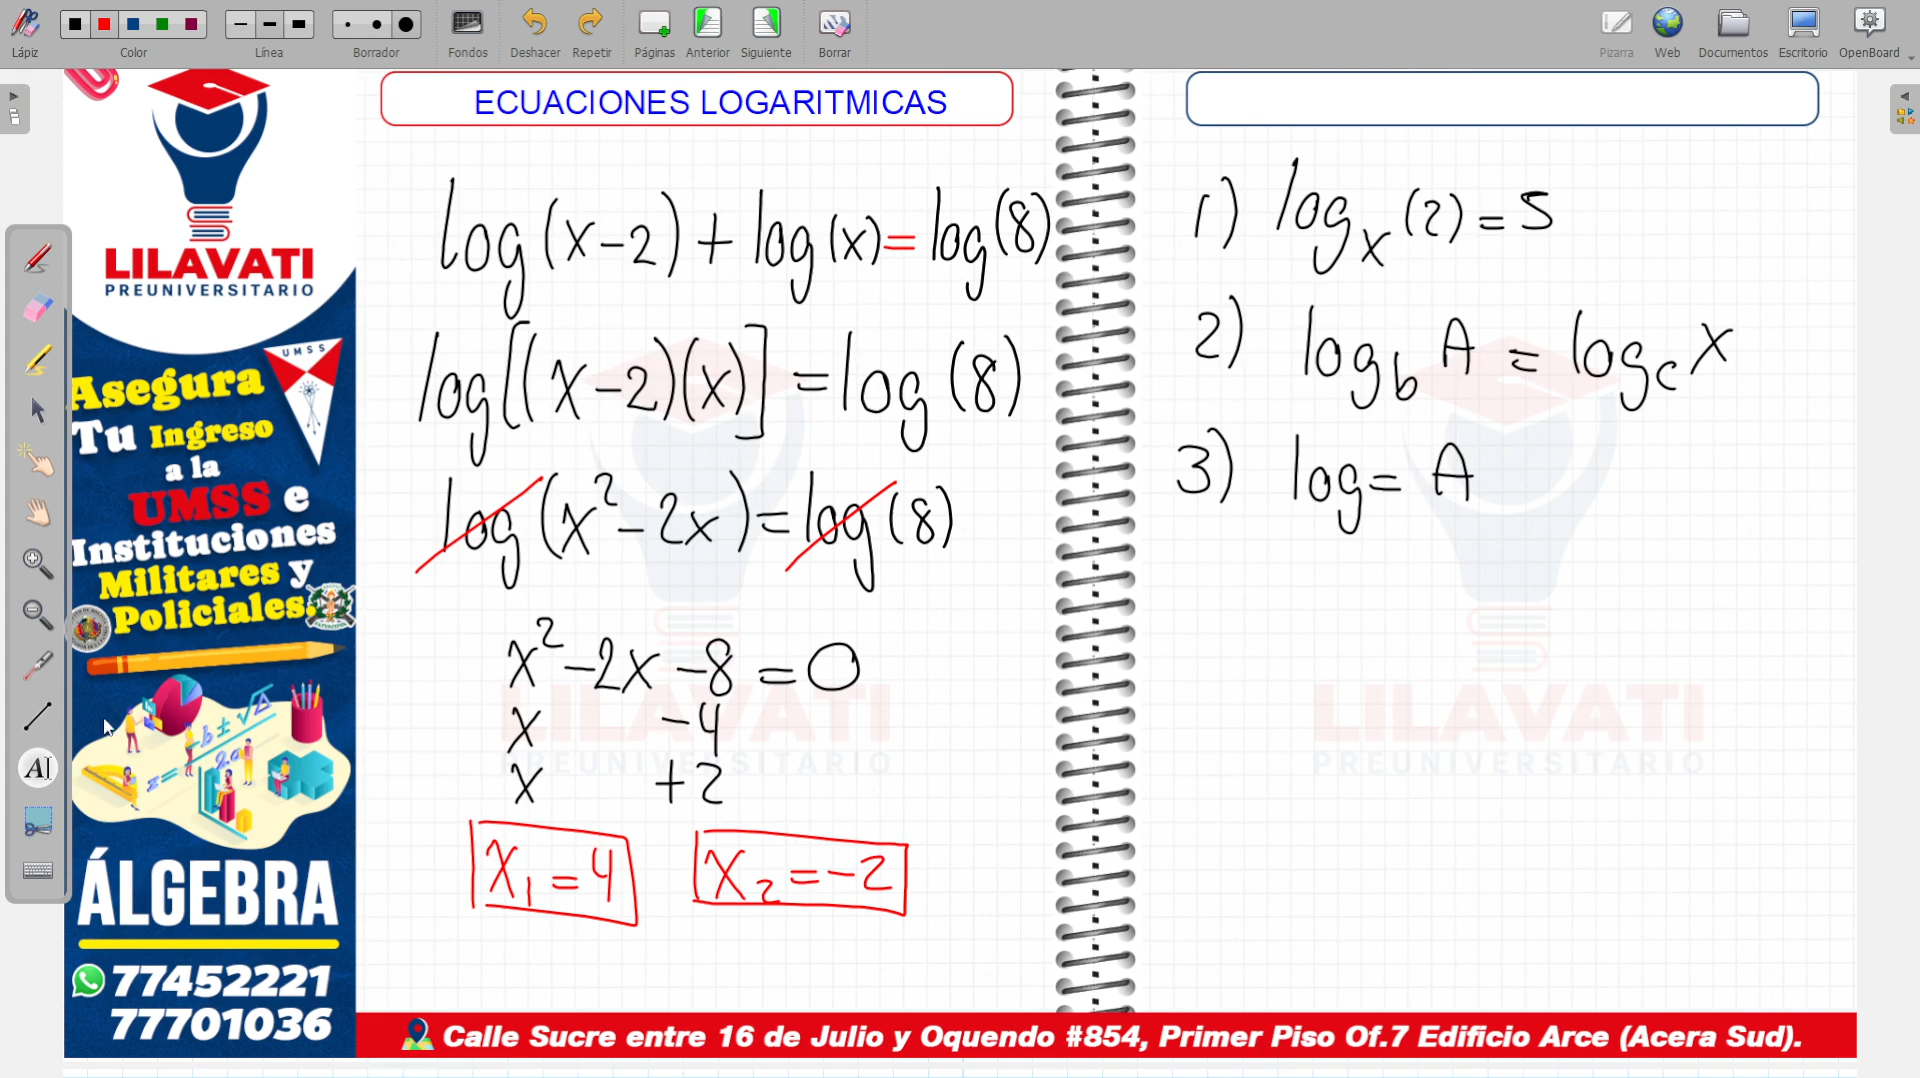 Lápiz
Color
Línea
Borrador
Fondos
Deshacer
Repetir
Páginas
Anterior
Siguiente
Borrar
Pizarra
Web
Documentos
Escritorio
OpenBoard
LILAVATI
PREUNIVERSITARIO
UMSS
Asegura
Tu Ingreso
a la
UMSS e
Instituciones
Militares y
Policiales.
ÁLGEBRA
77452221
77701036
ECUACIONES LOGARITMICAS
log(x-2) + log(x) = log(8)
log[(x-2)(x)] = log(8)
log(x²-2x) = log(8)
x²-2x-8=0
x -4
x +2
x₁=4 x₂=-2
1) logₓ(2)=5
2) log_b A = log_c x
3) log= A
LILAVATI
PREUNIVERSITARIO
LILAVATI
PREUNIVERSITARIO
Calle Sucre entre 16 de Julio y Oquendo #854, Primer Piso Of.7 Edificio Arce (Acera Sud).